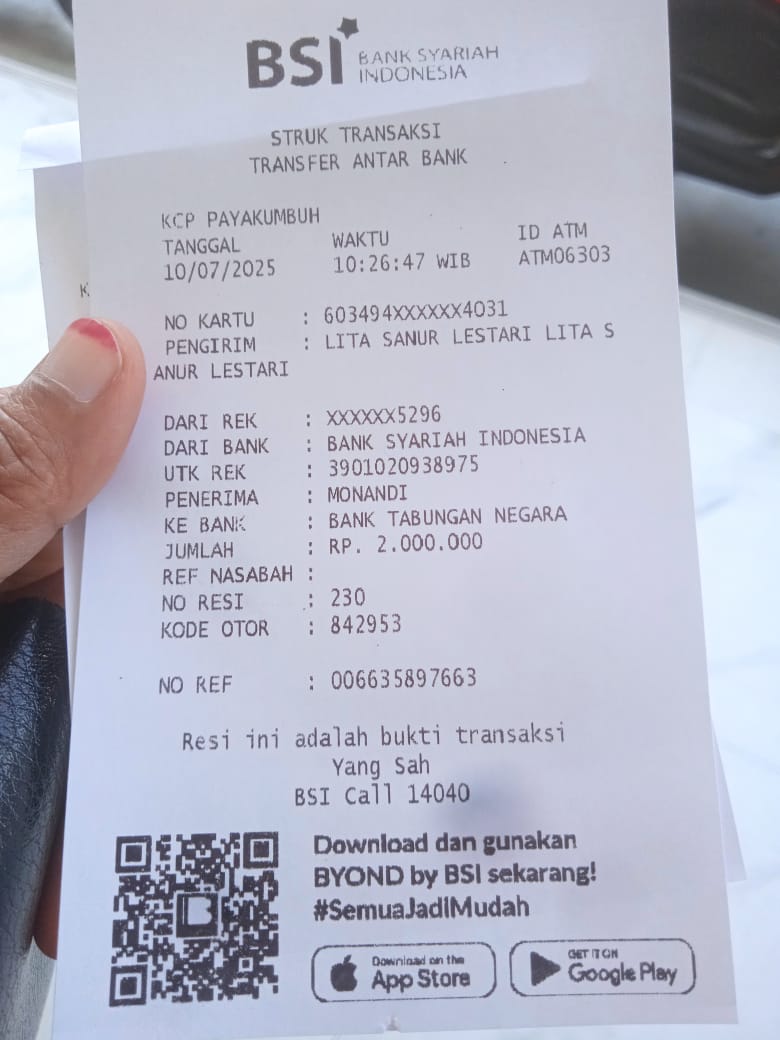 BSI BANK SYARIAH
INDONESIA
STRUK TRANSAKSI
TRANSFER ANTAR BANK
KCP PAYAKUMBUH
TANGGAL WAKTU ID ATM
10/07/2025 10:26:47 WIB ATM06303
NO KARTU : 603494XXXXXX4031
PENGIRIM : LITA SANUR LESTARI LITA S
ANUR LESTARI
DARI REK : XXXXXX5296
DARI BANK : BANK SYARIAH INDONESIA
UTK REK : 3901020938975
PENERIMA : MONANDI
KE BANK : BANK TABUNGAN NEGARA
JUMLAH : RP. 2.000.000
REF NASABAH :
NO RESI : 230
KODE OTOR : 842953
NO REF : 006635897663
Resi ini adalah bukti transaksi
Yang Sah
BSI Call 14040
Download dan gunakan
BYOND by BSI sekarang!
#SemuaJadiMudah
Download on the GET IT ON
App Store Google Play